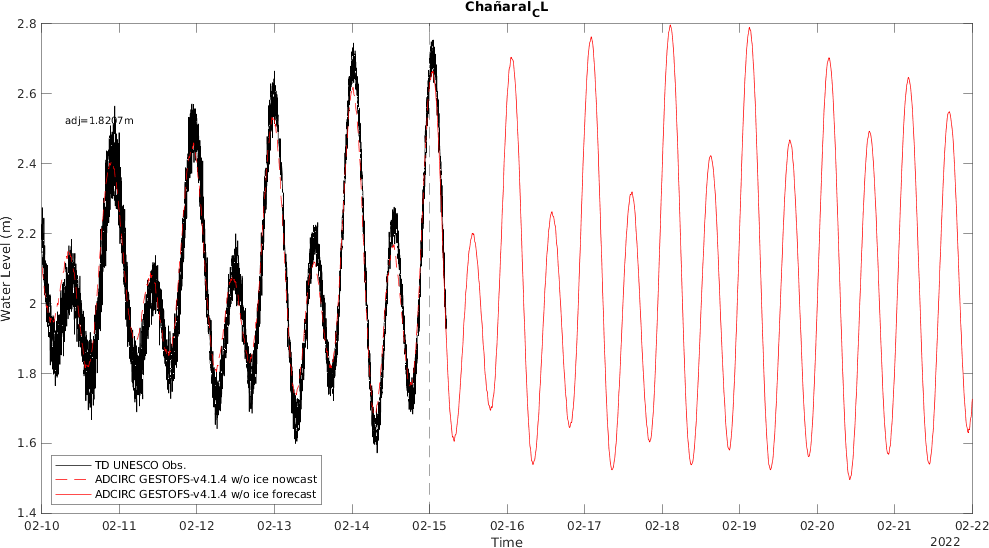 Chañaral_CL
2.8
2.6
2.4
2.2
2
1.8
1.6
1.4
Water Level (m)
adj=1.8207m
TD UNESCO Obs.
ADCIRC GESTOFS-v4.1.4 w/o ice nowcast
ADCIRC GESTOFS-v4.1.4 w/o ice forecast
02-10 02-11 02-12 02-13 02-14 02-15 02-16 02-17 02-18 02-19 02-20 02-21 02-22
Time
2022